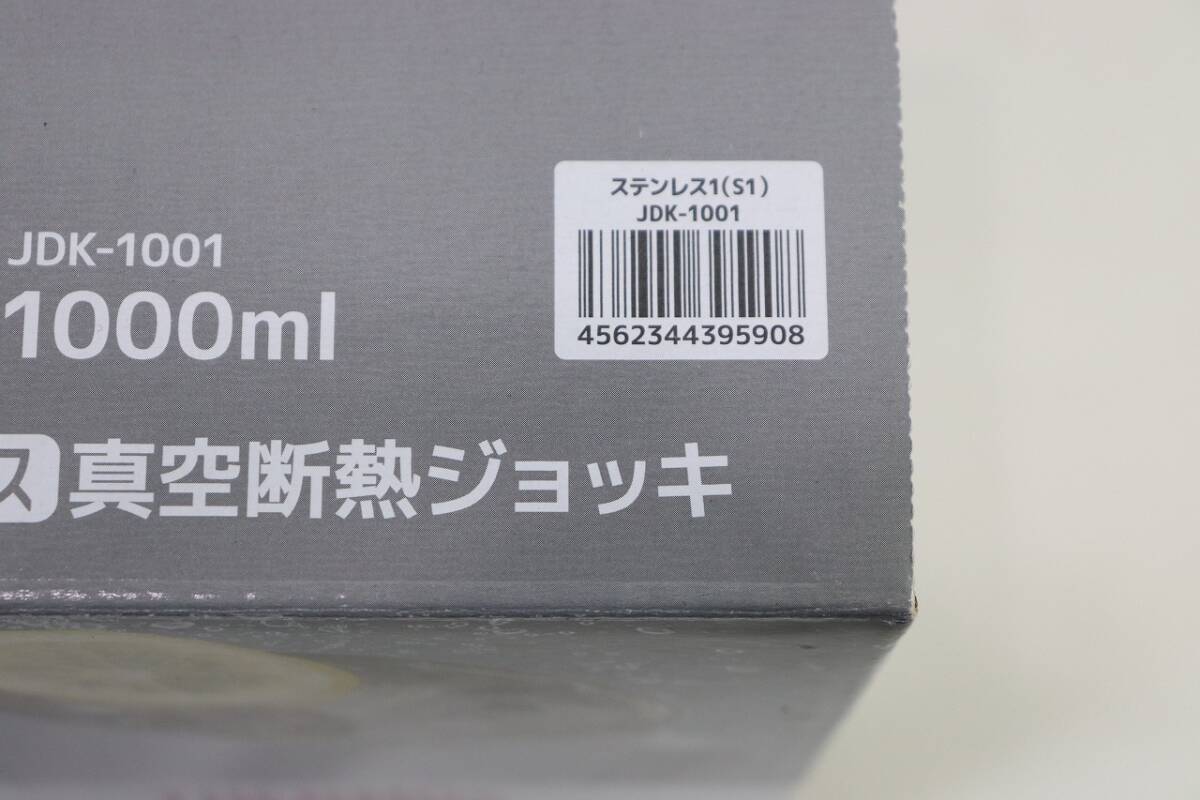 ステンレス1(S1)
JDK-1001
4562344395908
JDK-1001
1000ml
ス 真空断熱ジョッキ